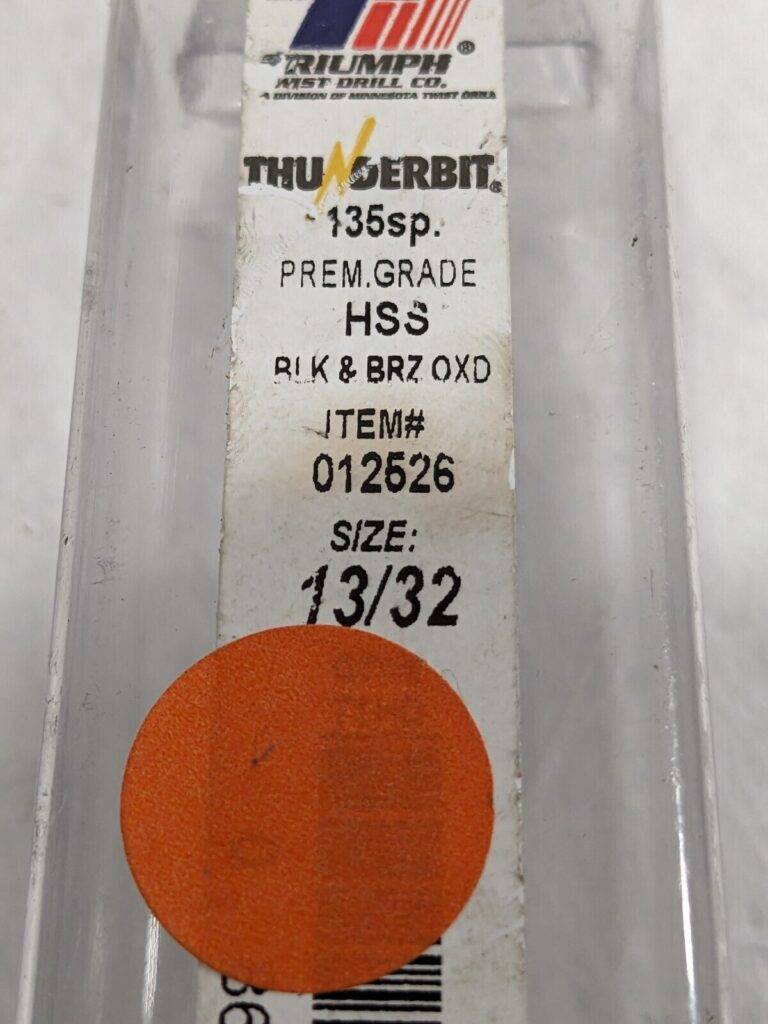 TRIUMPH®
TWIST DRILL CO.
A DIVISION OF MINNESOTA TWIST DRILL
THUNDERBIT®
135sp.
PREM.GRADE
HSS
BLK & BRZ OXD
ITEM#
012526
SIZE:
13/32
36